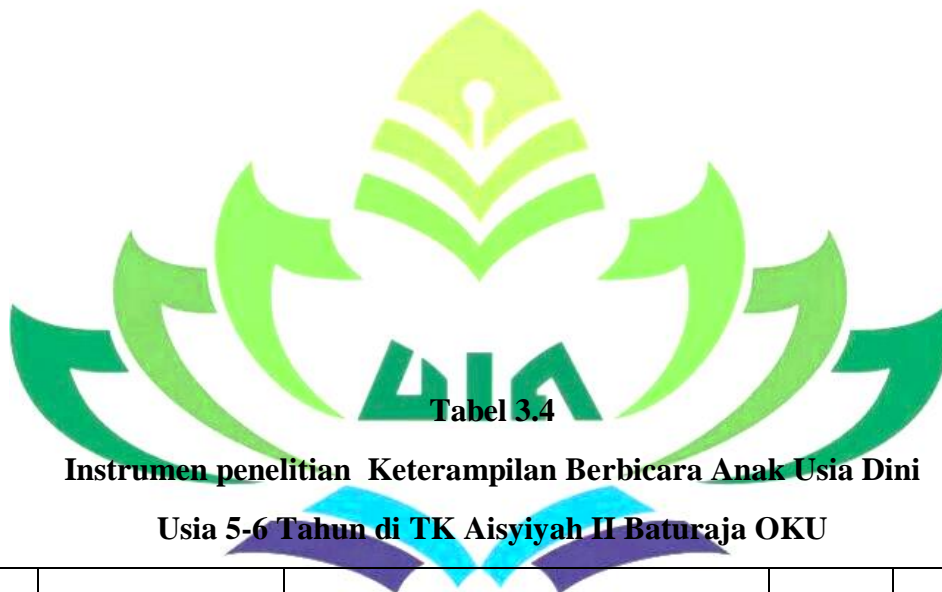 UIN
Tabel 3.4
Instrumen penelitian Keterampilan Berbicara Anak Usia Dini
Usia 5-6 Tahun di TK Aisyiyah II Baturaja OKU